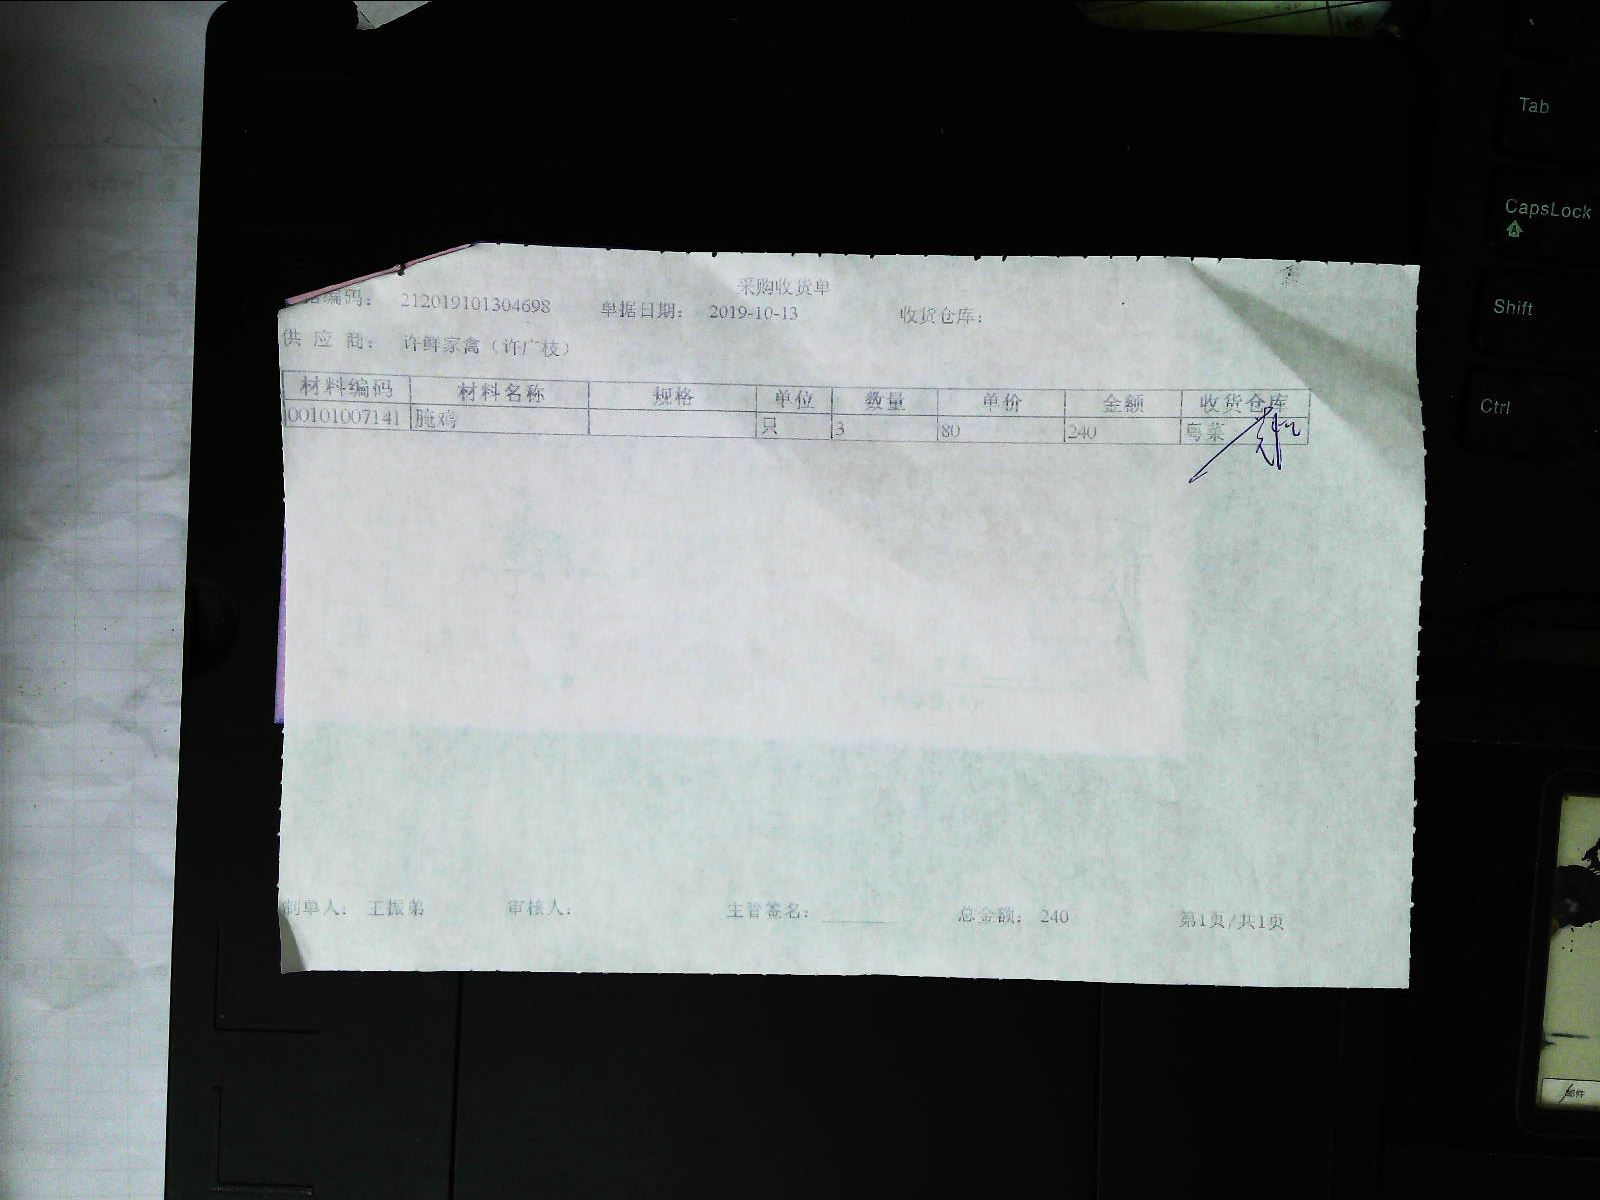 采购收货单
据编码： 212019101304698 单据日期： 2019-10-13 收货仓库：
供 应 商： 许鲜家禽（许广枝）
材料编码 材料名称 规格 单位 数量 单价 金额 收货仓库
00101007141 腌鸡 只 3 80 240 粤菜
制单人： 王振弟 审核人： 主管签名： 总金额： 240 第1页/共1页
Tab
CapsLock
Shift
Ctrl
邮件